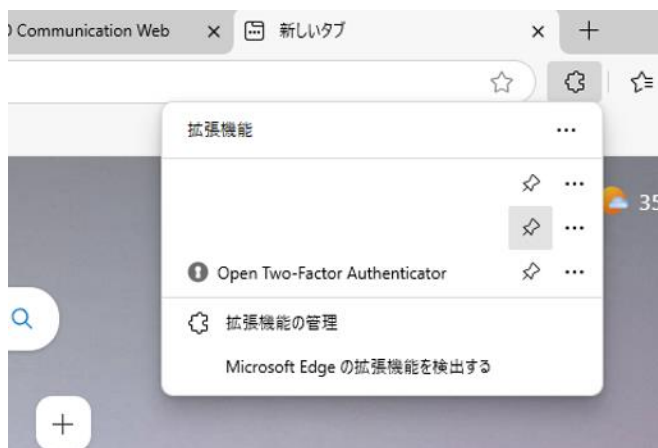 Communication Web
新しいタブ
拡張機能
35
Open Two-Factor Authenticator
拡張機能の管理
Microsoft Edge の拡張機能を検出する